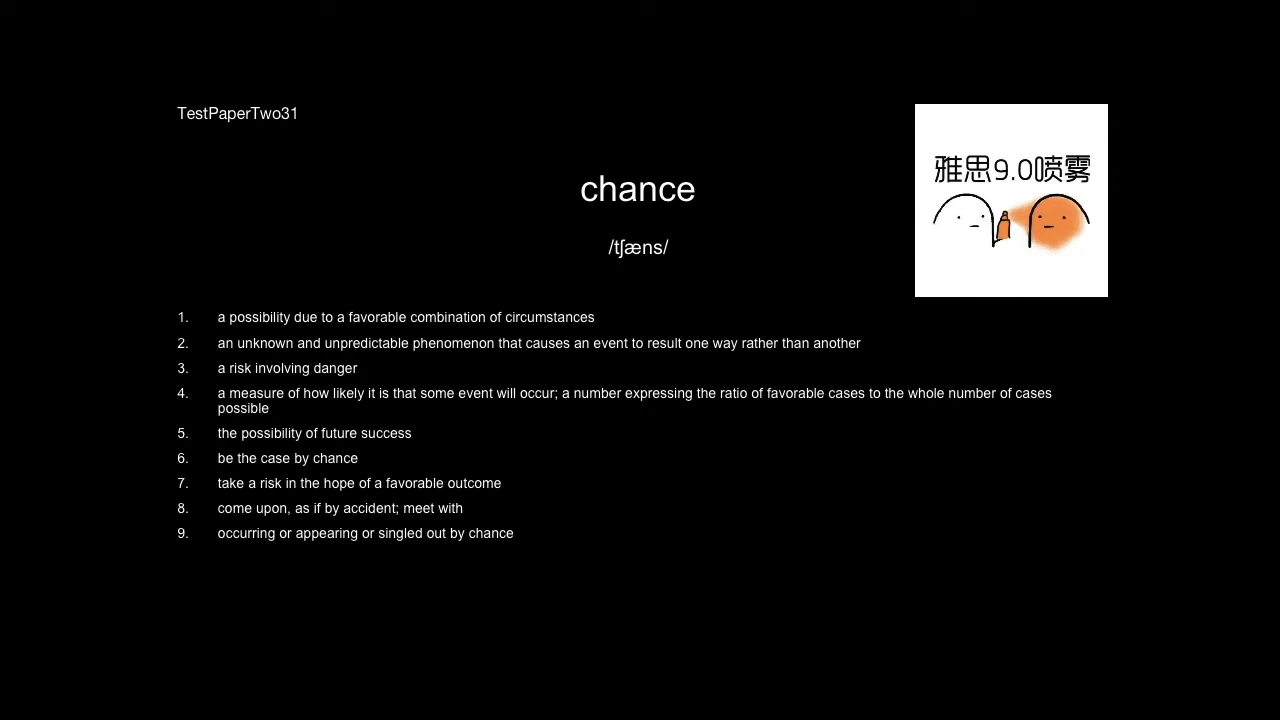 TestPaperTwo31
雅思9.0喷雾
chance
/tʃæns/
1. a possibility due to a favorable combination of circumstances
2. an unknown and unpredictable phenomenon that causes an event to result one way rather than another
3. a risk involving danger
4. a measure of how likely it is that some event will occur; a number expressing the ratio of favorable cases to the whole number of cases
possible
5. the possibility of future success
6. be the case by chance
7. take a risk in the hope of a favorable outcome
8. come upon, as if by accident; meet with
9. occurring or appearing or singled out by chance